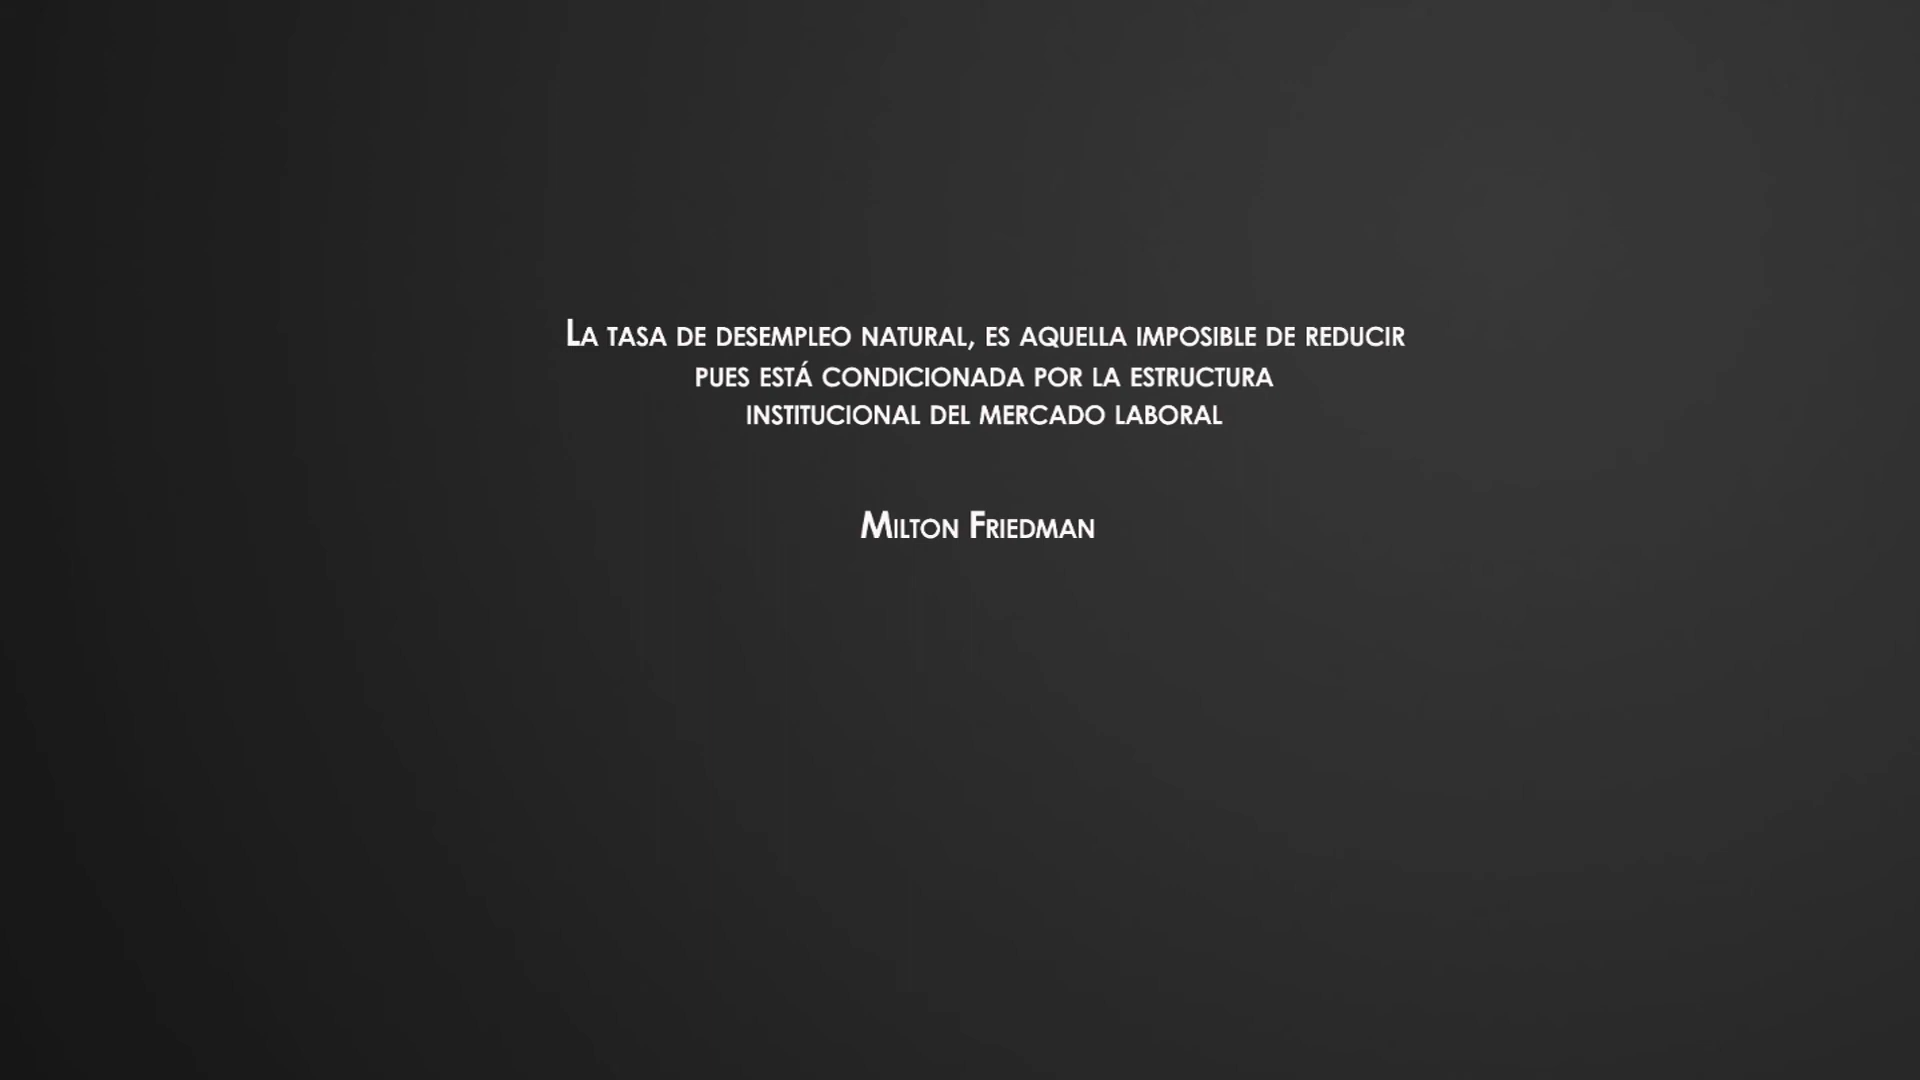 La tasa de desempleo natural, es aquella imposible de reducir
pues está condicionada por la estructura
institucional del mercado laboral
Milton Friedman